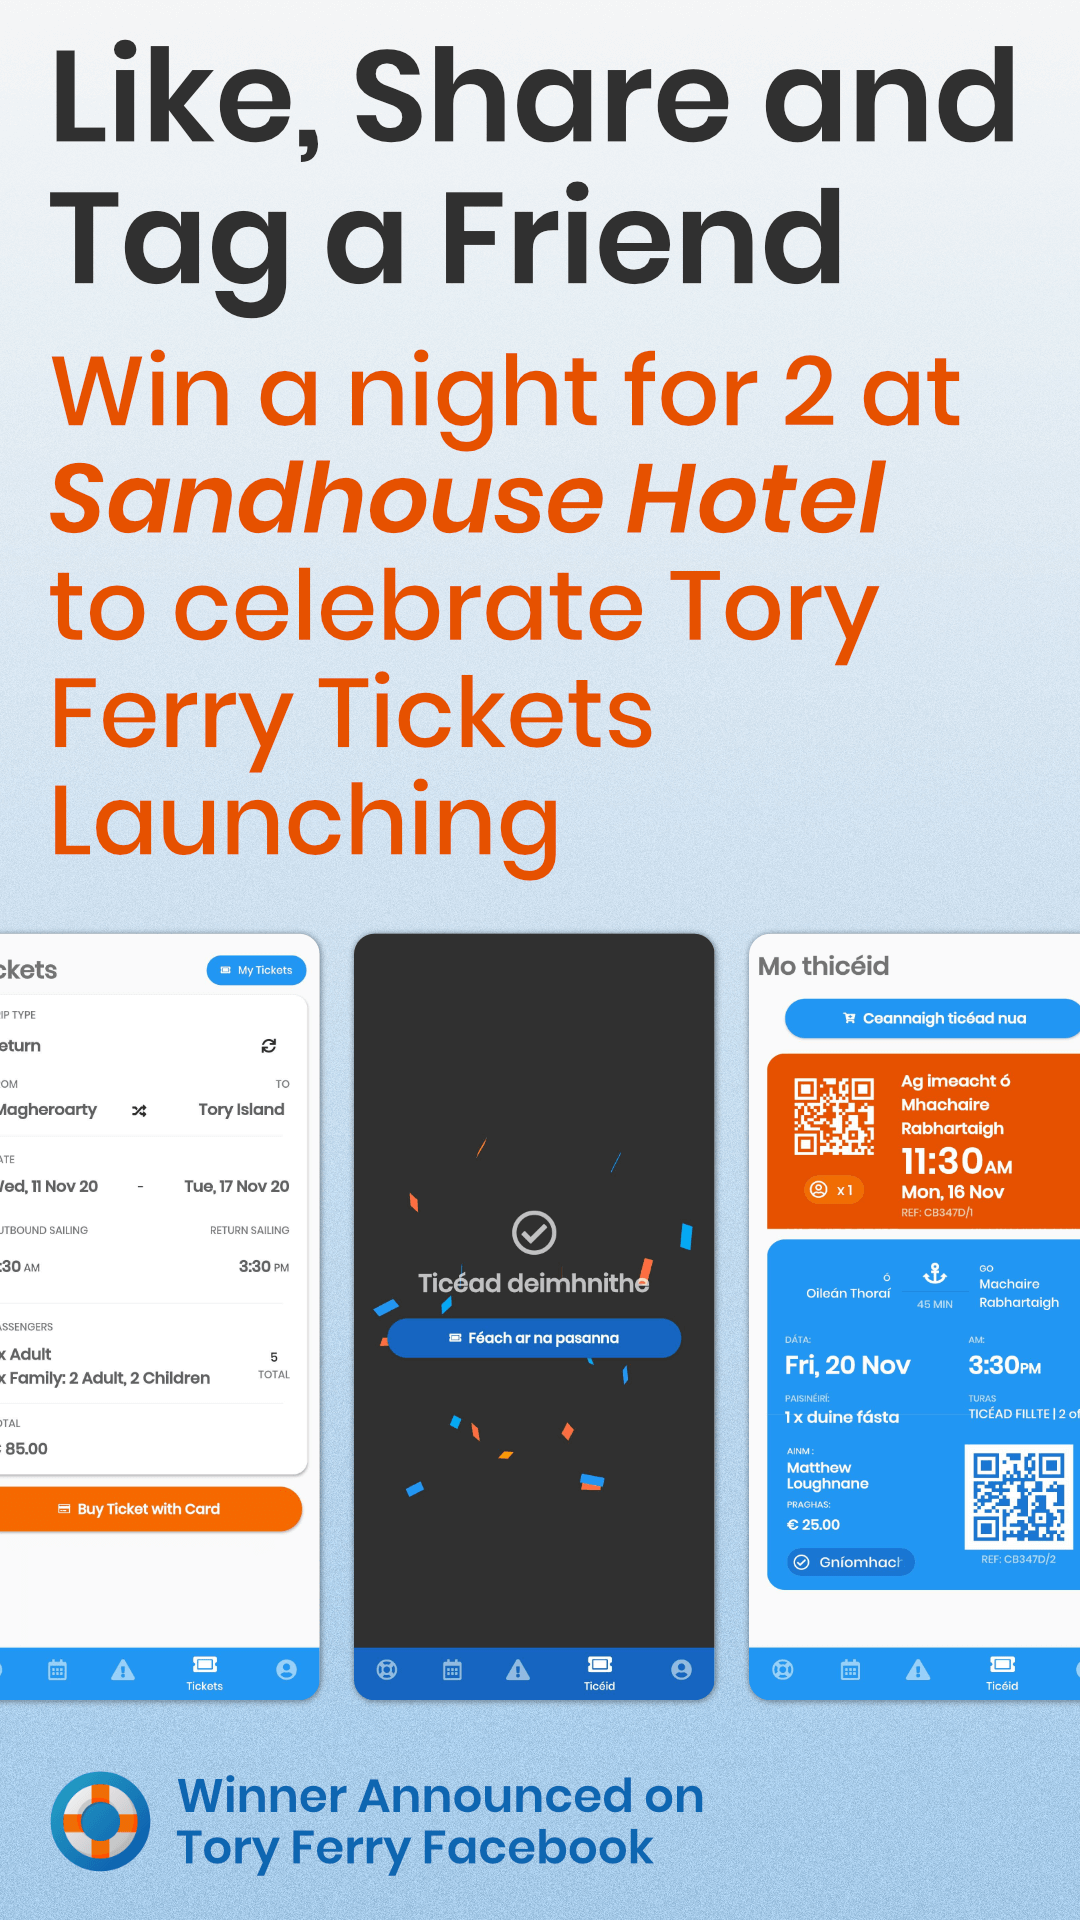 Like, Share and
Tag a Friend
Win a night for 2 at
Sandhouse Hotel
to celebrate Tory
Ferry Tickets
Launching
ckets
My Tickets
IP TYPE
eturn
OM
TO
Magheroarty
Tory Island
ATE
Wed, 11 Nov 20
-
Tue, 17 Nov 20
UTBOUND SAILING
RETURN SAILING
:30 AM
3:30 PM
ASSENGERS
x Adult
x Family: 2 Adult, 2 Children
5
TOTAL
OTAL
€ 85.00
Buy Ticket with Card
Tickets
Ticéad deimhnithe
Féach ar na pasanna
Ticéid
Mo thicéid
Ceannaigh ticéad nua
Ag imeacht ó
Mhachaire
Rabhartaigh
11:30AM
Mon, 16 Nov
REF: CB347D/1
x 1
Ó
Oileán Thoraí
45 MIN
GO
Machaire
Rabhartaigh
DÁTA:
Fri, 20 Nov
AM:
3:30PM
PAISINÉIRÍ:
1 x duine fásta
TURAS
TICÉAD FILLTE | 2 of
AINM :
Matthew
Loughnane
PRAGHAS:
€ 25.00
Gníomhach
REF: CB347D/2
Ticéid
Winner Announced on
Tory Ferry Facebook